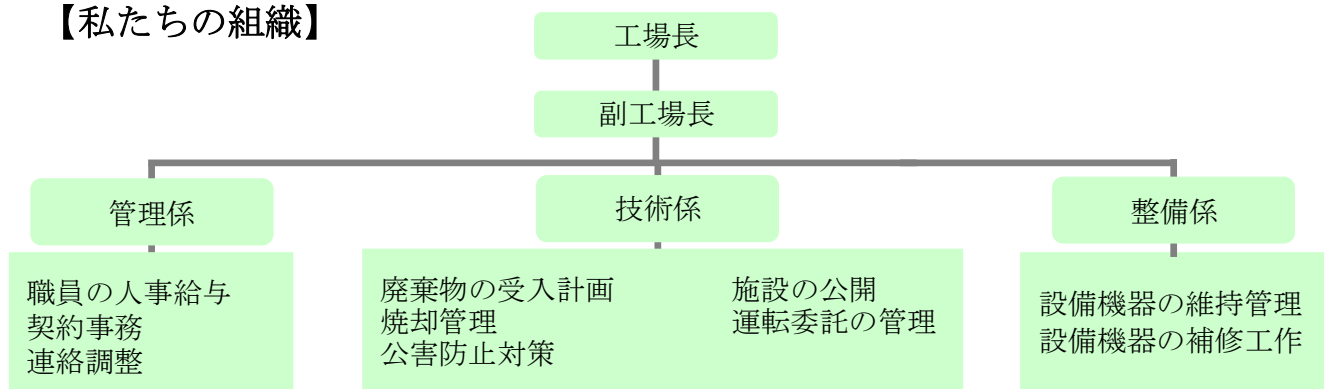 【私たちの組織】
工場長
副工場長
管理係
職員の人事給与
契約事務
連絡調整
技術係
廃棄物の受入計画
焼却管理
公害防止対策
施設の公開
運転委託の管理
整備係
設備機器の維持管理
設備機器の補修工作